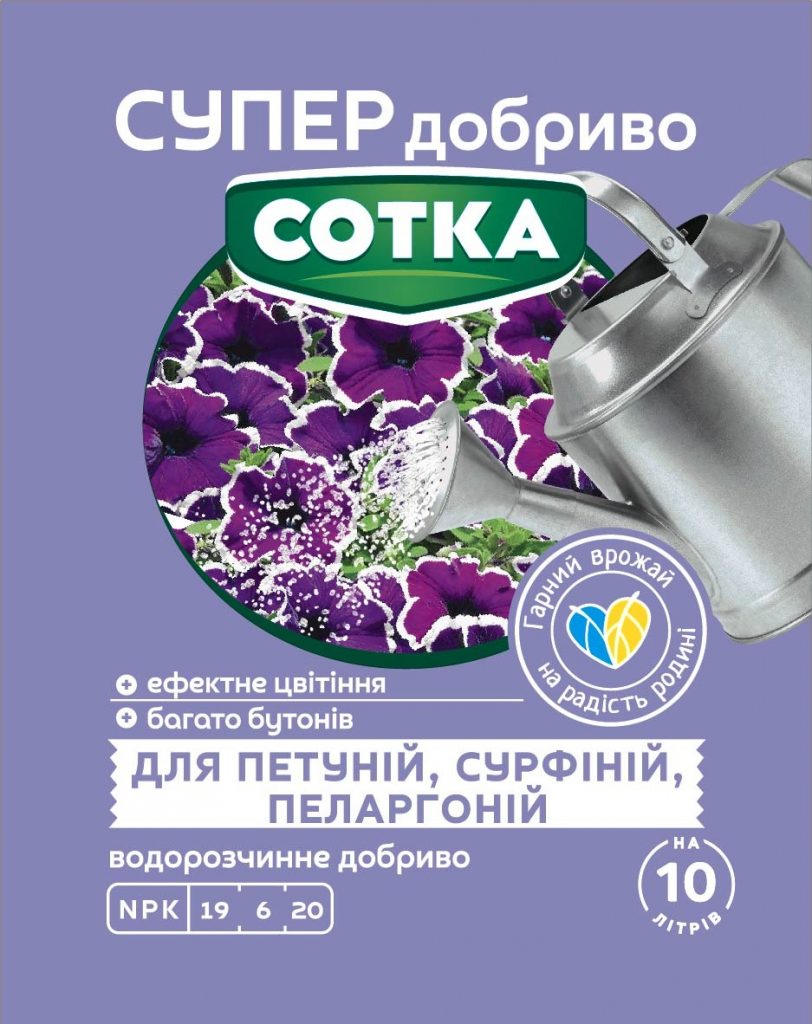 СУПЕР добриво
СОТКА
Гарний врожай
на радість родині
ефектне цвітіння
багато бутонів
ДЛЯ ПЕТУНІЙ, СУРФІНІЙ,
ПЕЛАРГОНІЙ
водорозчинне добриво
NPK 19 6 20
НА
10
ЛІТРІВ